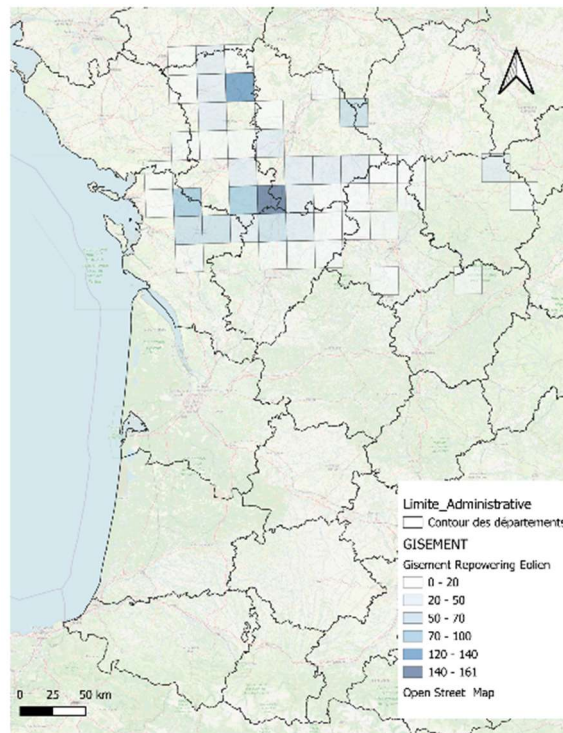 Limite_Administrative
Contour des départements
GISEMENT
Gisement Repowering Eolien
0 - 20
20 - 50
50 - 70
70 - 100
120 - 140
140 - 161
Open Street Map
0 25 50 km